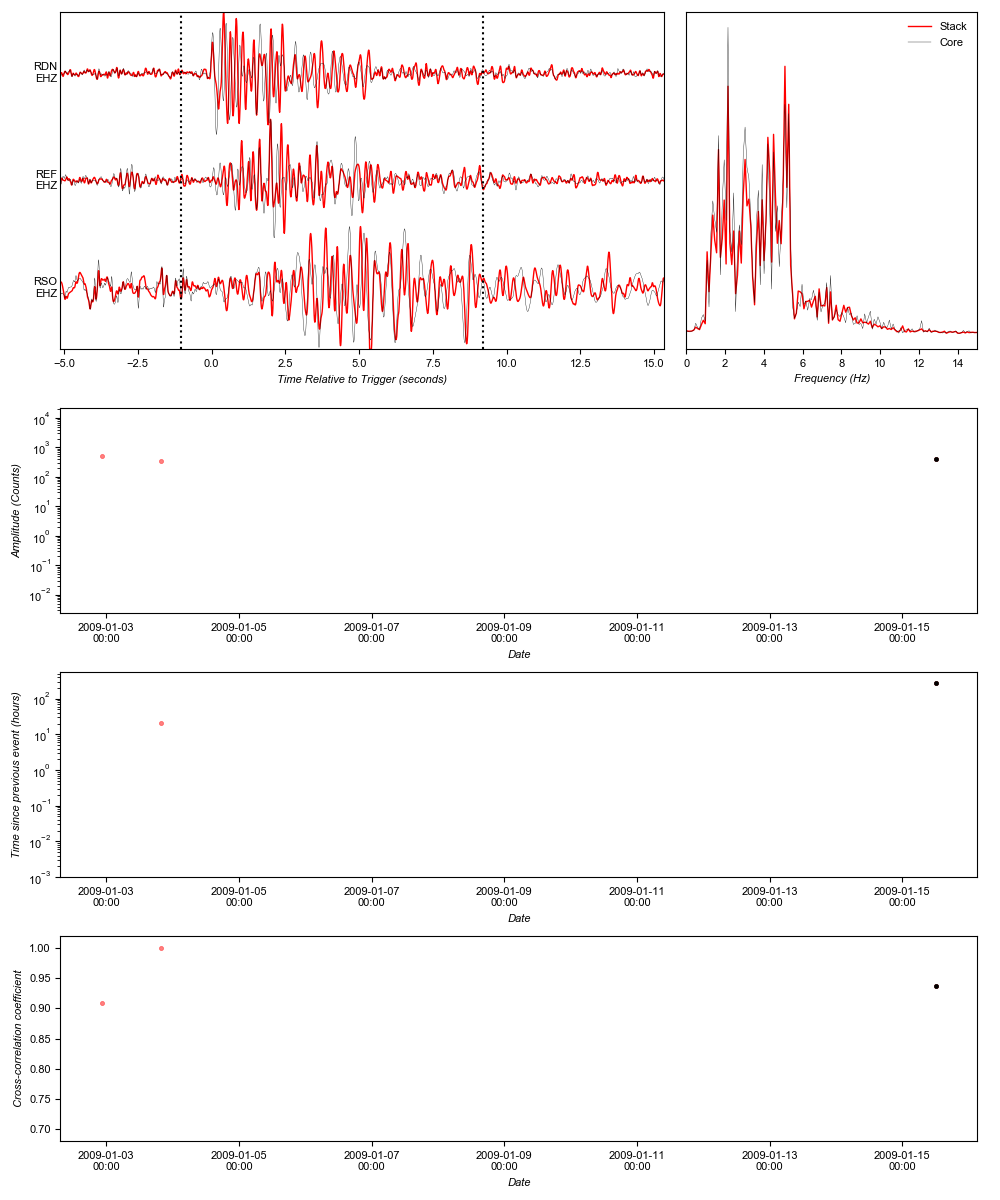 RDN
EHZ
REF
EHZ
RSO
EHZ
−5.0 −2.5 0.0 2.5 5.0 7.5 10.0 12.5 15.0
Time Relative to Trigger (seconds)
Stack
Core
0 2 4 6 8 10 12 14
Frequency (Hz)
10⁴
10³
10²
10¹
10⁰
10⁻¹
10⁻²
Amplitude (Counts)
2009-01-03 2009-01-05 2009-01-07 2009-01-09 2009-01-11 2009-01-13 2009-01-15
00:00 00:00 00:00 00:00 00:00 00:00 00:00
Date
10²
10¹
10⁰
10⁻¹
10⁻²
10⁻³
Time since previous event (hours)
2009-01-03 2009-01-05 2009-01-07 2009-01-09 2009-01-11 2009-01-13 2009-01-15
00:00 00:00 00:00 00:00 00:00 00:00 00:00
Date
1.00
0.95
0.90
0.85
0.80
0.75
0.70
Cross-correlation coefficient
2009-01-03 2009-01-05 2009-01-07 2009-01-09 2009-01-11 2009-01-13 2009-01-15
00:00 00:00 00:00 00:00 00:00 00:00 00:00
Date